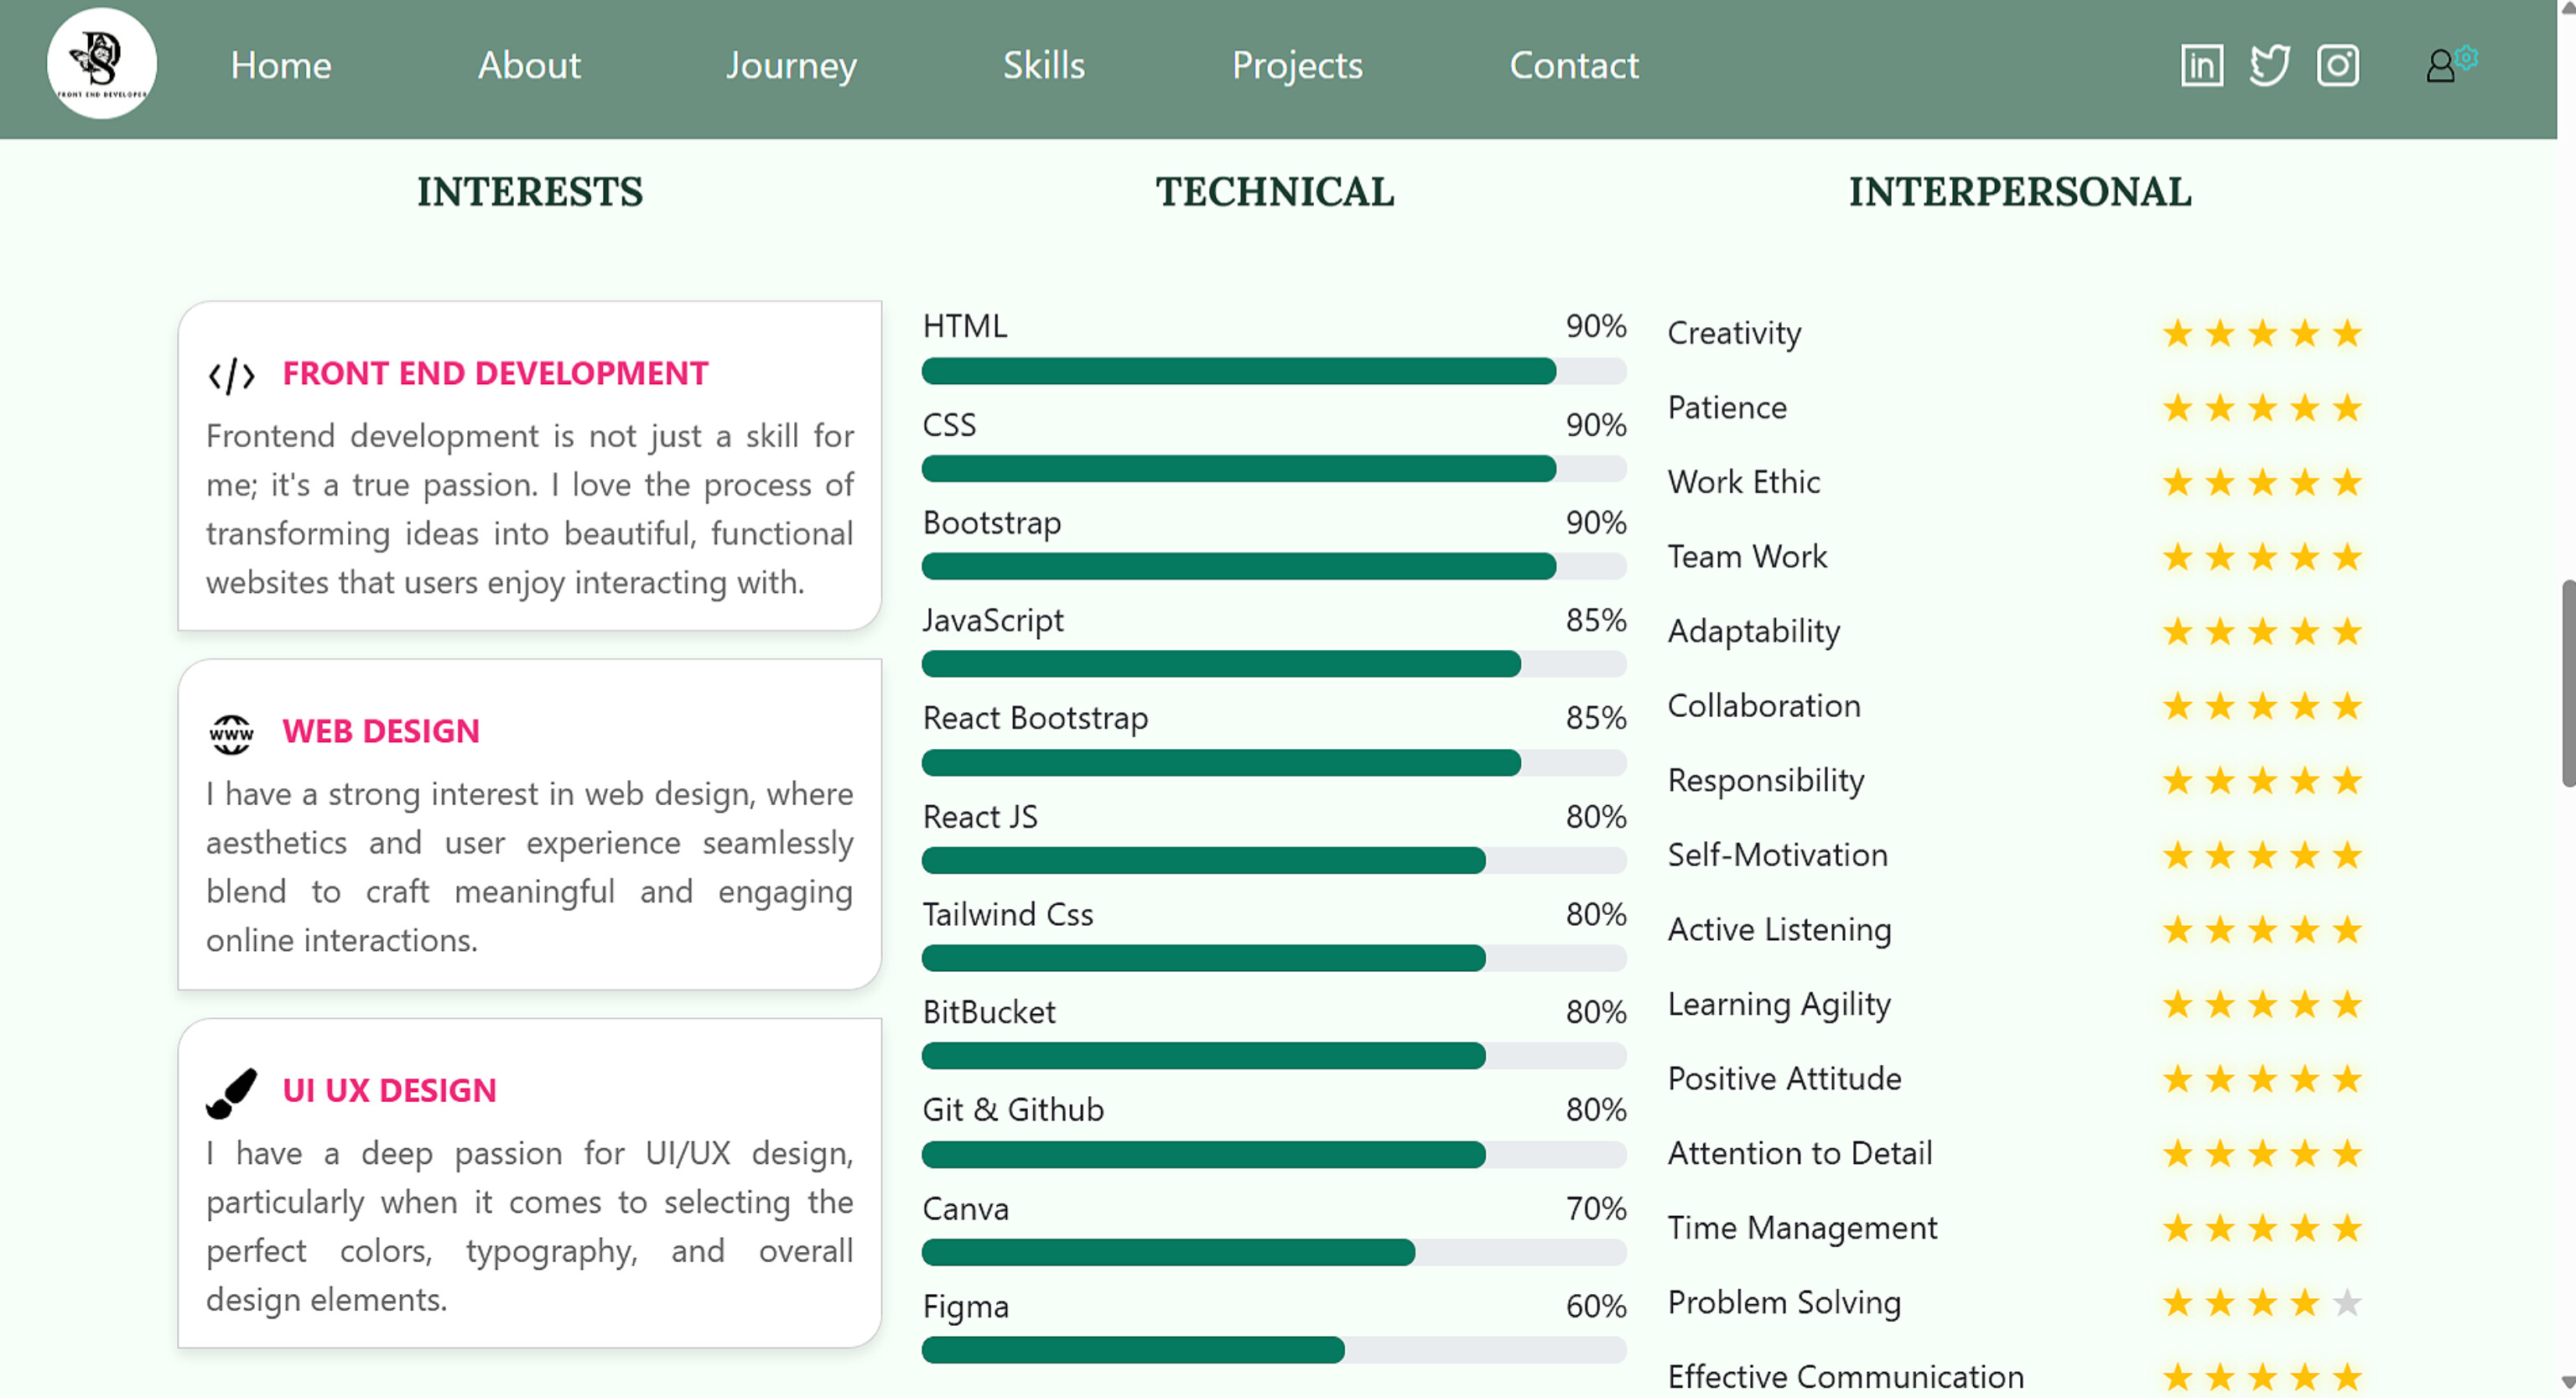 FRONT END DEVELOPER
Home
About
Journey
Skills
Projects
Contact
INTERESTS
FRONT END DEVELOPMENT
Frontend development is not just a skill for
me; it's a true passion. I love the process of
transforming ideas into beautiful, functional
websites that users enjoy interacting with.
www
WEB DESIGN
I have a strong interest in web design, where
aesthetics and user experience seamlessly
blend to craft meaningful and engaging
online interactions.
UI UX DESIGN
I have a deep passion for UI/UX design,
particularly when it comes to selecting the
perfect colors, typography, and overall
design elements.
TECHNICAL
HTML 90%
CSS 90%
Bootstrap 90%
JavaScript 85%
React Bootstrap 85%
React JS 80%
Tailwind Css 80%
BitBucket 80%
Git & Github 80%
Canva 70%
Figma 60%
INTERPERSONAL
Creativity
Patience
Work Ethic
Team Work
Adaptability
Collaboration
Responsibility
Self-Motivation
Active Listening
Learning Agility
Positive Attitude
Attention to Detail
Time Management
Problem Solving
Effective Communication